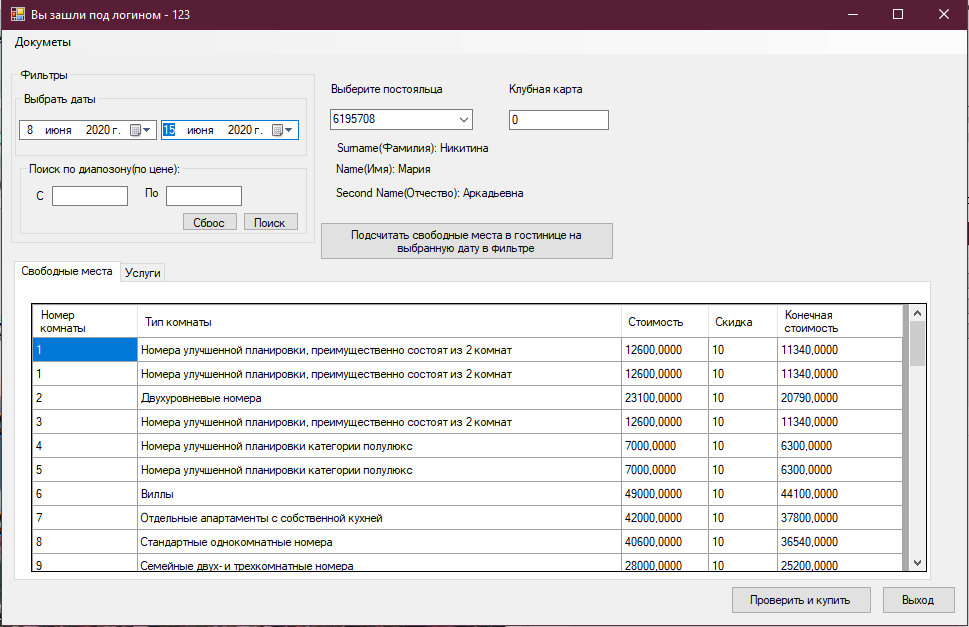 Вы зашли под логином - 123
Докуметы
Фильтры
Выбрать даты
8 июня 2020 г.
15 июня 2020 г.
Поиск по диапозону(по цене):
С
По
Сброс
Поиск
Выберите постояльца
Клубная карта
6195708
0
Surname(Фамилия): Никитина
Name(Имя): Мария
Second Name(Отчество): Аркадьевна
Подсчитать свободные места в гостинице на
выбранную дату в фильтре
Свободные места
Услуги
Номер
комнаты
Тип комнаты
Стоимость
Скидка
Конечная
стоимость
1 Номера улучшенной планировки, преимущественно состоят из 2 комнат 12600,0000 10 11340,0000
1 Номера улучшенной планировки, преимущественно состоят из 2 комнат 12600,0000 10 11340,0000
2 Двухуровневые номера 23100,0000 10 20790,0000
3 Номера улучшенной планировки, преимущественно состоят из 2 комнат 12600,0000 10 11340,0000
4 Номера улучшенной планировки категории полулюкс 7000,0000 10 6300,0000
5 Номера улучшенной планировки категории полулюкс 7000,0000 10 6300,0000
6 Виллы 49000,0000 10 44100,0000
7 Отдельные апартаменты с собственной кухней 42000,0000 10 37800,0000
8 Стандартные однокомнатные номера 40600,0000 10 36540,0000
9 Семейные двух- и трехкомнатные номера 28000,0000 10 25200,0000
Проверить и купить
Выход